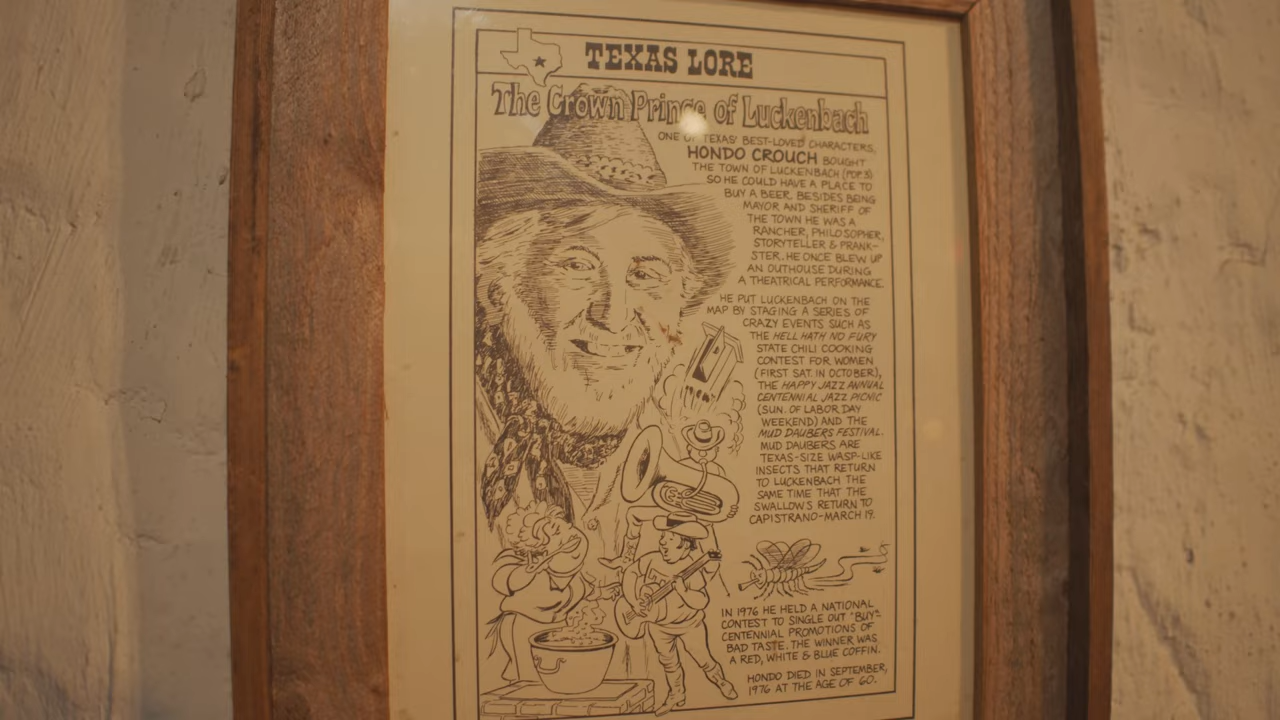 TEXAS LORE
The Crown Prince of Luckenbach
ONE OF TEXAS' BEST-LOVED CHARACTERS,
HONDO CROUCH BOUGHT
THE TOWN OF LUCKENBACH (POP. 3)
SO HE COULD HAVE A PLACE TO
BUY A BEER. BESIDES BEING
MAYOR AND SHERIFF OF
THE TOWN HE WAS A
RANCHER, PHILOSOPHER,
STORYTELLER & PRANK-
STER. HE ONCE BLEW UP
AN OUTHOUSE DURING
A THEATRICAL PERFORMANCE.
HE PUT LUCKENBACH ON THE
MAP BY STAGING A SERIES OF
CRAZY EVENTS SUCH AS
THE HELL HATH NO FURY
STATE CHILI COOKING
CONTEST FOR WOMEN
(FIRST SAT. IN OCTOBER),
THE HAPPY JAZZ ANNUAL
CENTENNIAL JAZZ PICNIC
(SUN. OF LABOR DAY
WEEKEND) AND THE
MUD DAUBERS FESTIVAL.
MUD DAUBERS ARE
TEXAS-SIZE WASP-LIKE
INSECTS THAT RETURN
TO LUCKENBACH THE
SAME TIME THAT THE
SWALLOWS RETURN TO
CAPISTRANO-MARCH 19.
IN 1976 HE HELD A NATIONAL
CONTEST TO SINGLE OUT "BUY"-
CENTENNIAL PROMOTIONS OF
BAD TASTE. THE WINNER WAS
A RED, WHITE & BLUE COFFIN.
HONDO DIED IN SEPTEMBER,
1976 AT THE AGE OF 60.